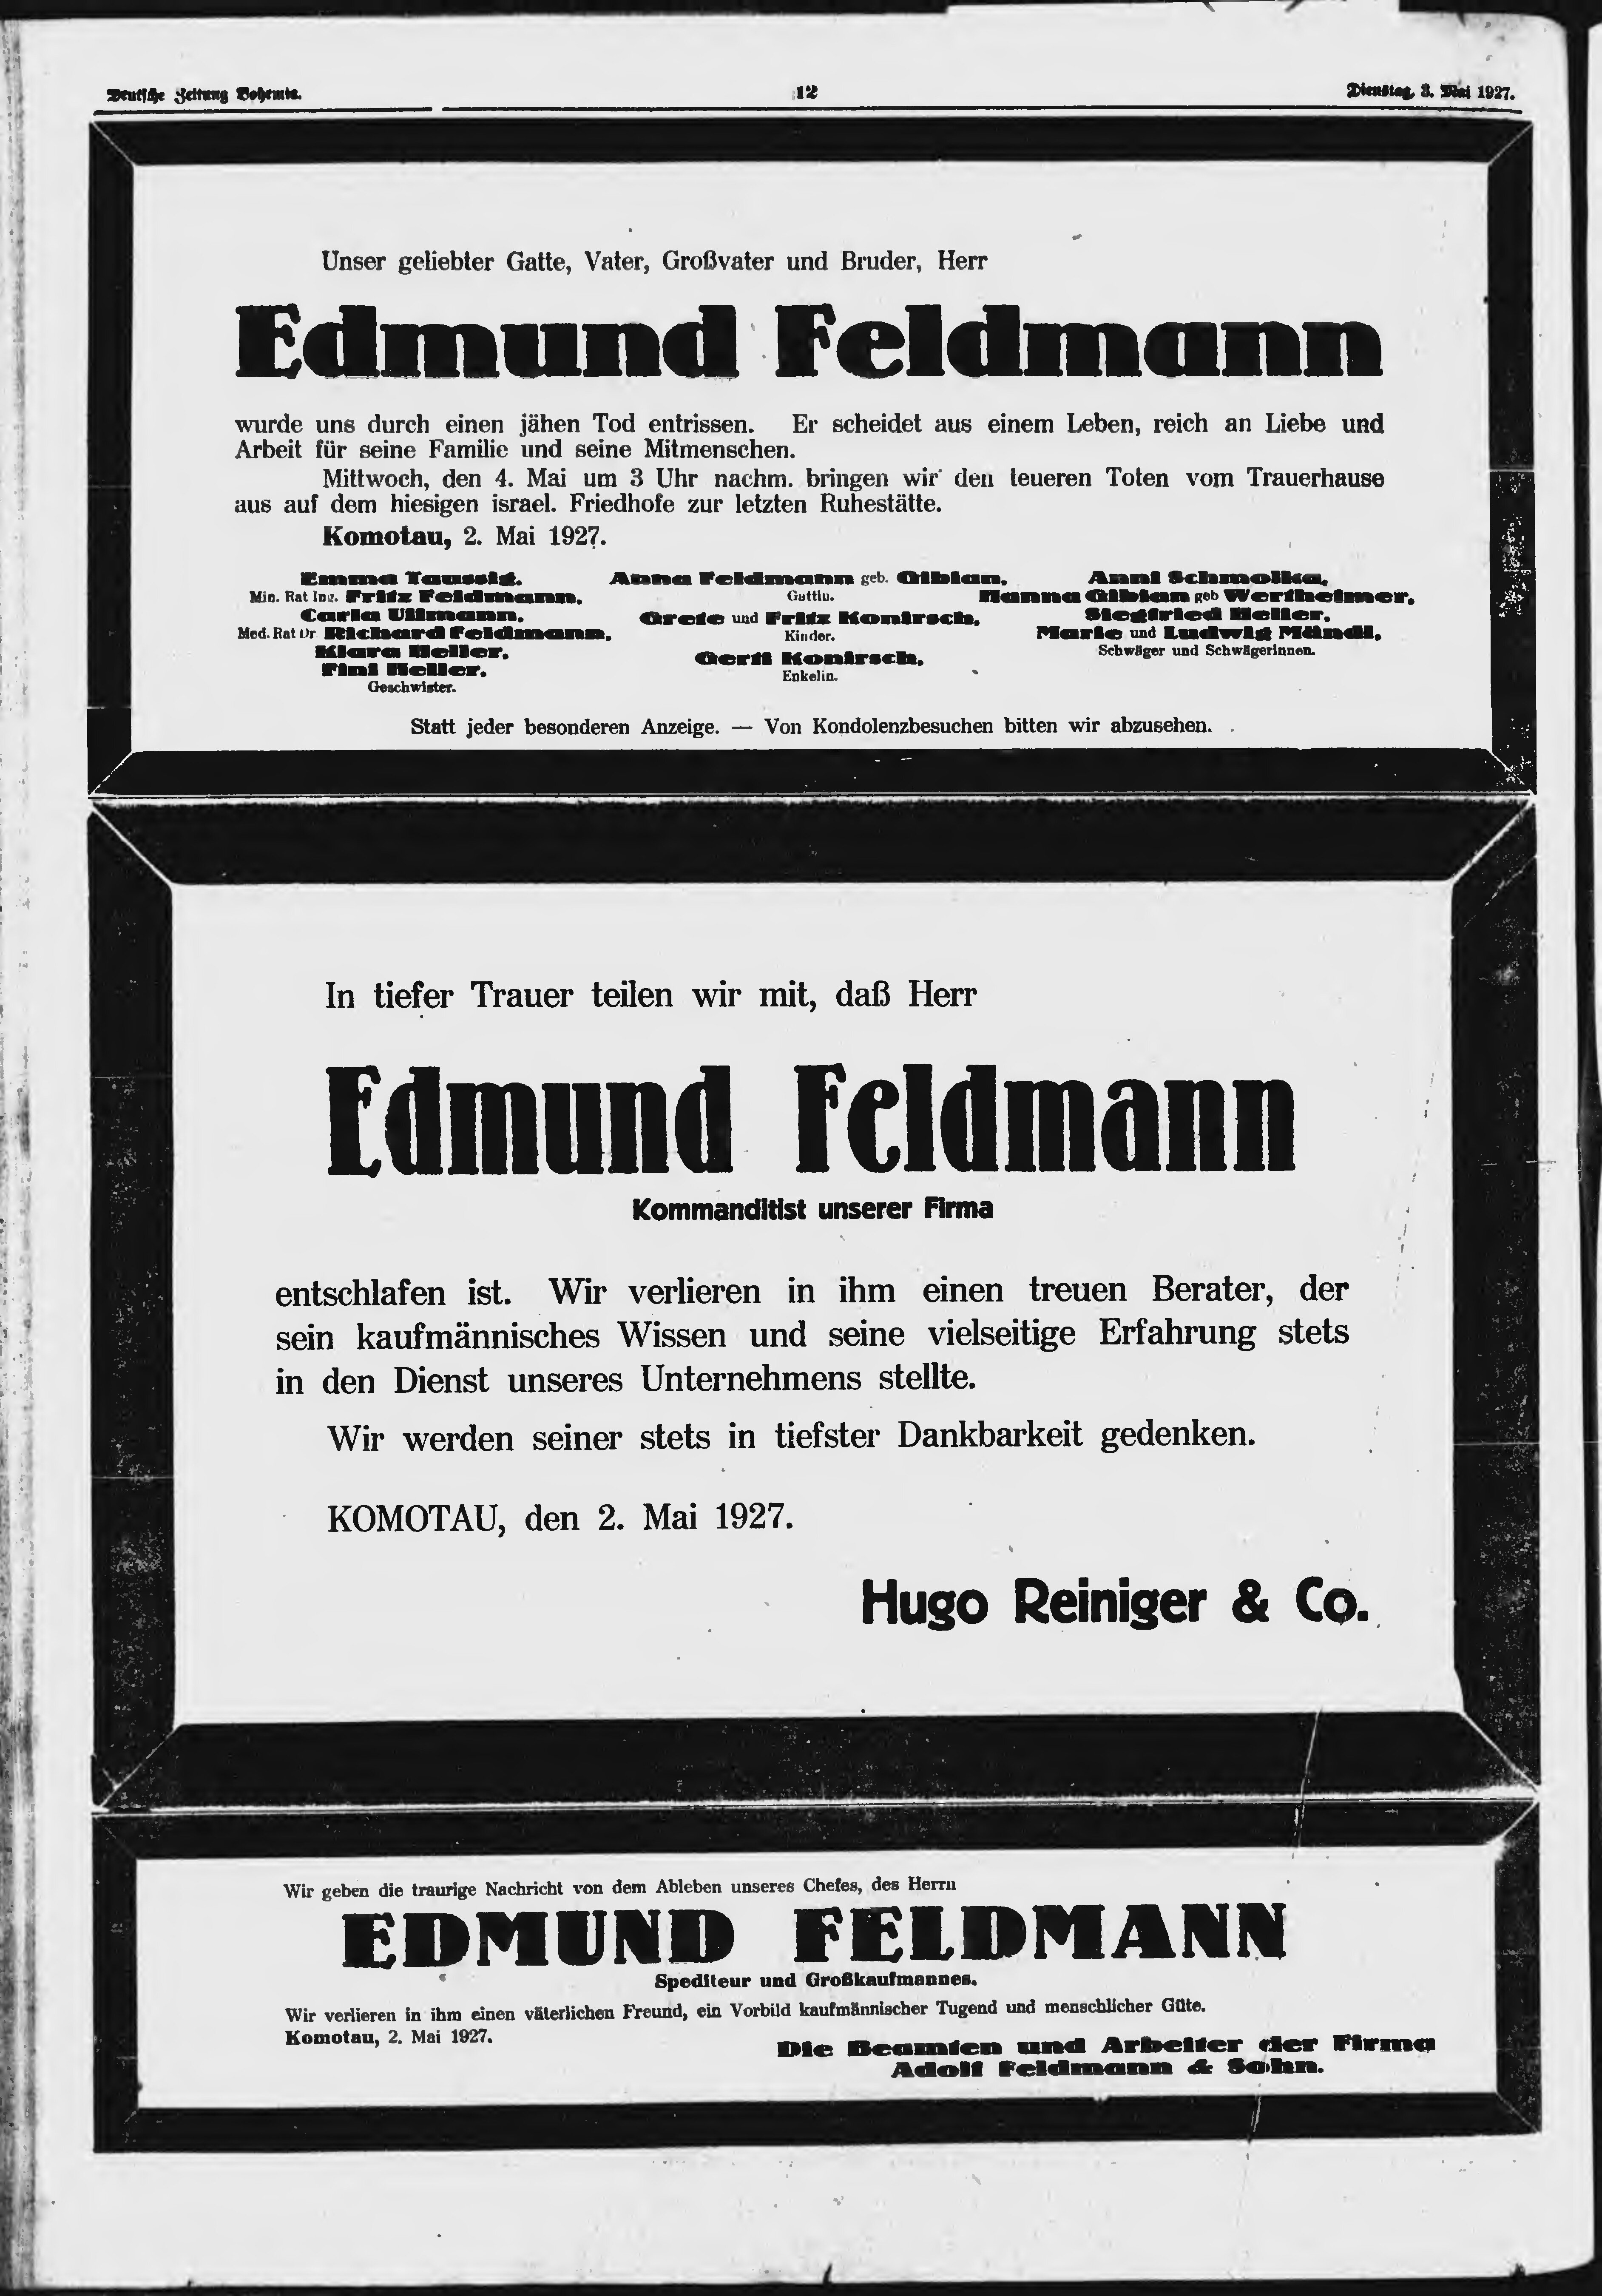 Deutsche Zeitung Bohemia.
12
Dienstag, 3. Mai 1927.
Unser geliebter Gatte, Vater, Großvater und Bruder, Herr
Edmund Feldmann
wurde uns durch einen jähen Tod entrissen. Er scheidet aus einem Leben, reich an Liebe und
Arbeit für seine Familie und seine Mitmenschen.
Mittwoch, den 4. Mai um 3 Uhr nachm. bringen wir den teueren Toten vom Trauerhause
aus auf dem hiesigen israel. Friedhofe zur letzten Ruhestätte.
Komotau, 2. Mai 1927.
Emma Taussig.
Min. Rat Ing. Fritz Feldmann.
Carla Ullmann.
Med. Rat Dr Richard Feldmann,
Klara Heller.
Fini Heller.
Geschwister.
Anna Feldmann geb. Gibian.
Gattin.
Grete und Fritz Konirsch,
Kinder.
Gerti Konirsch.
Enkelin.
Anni Schmolka,
Hanna Gibian geb Wertheimer,
Siegfried Heller.
Marie und Ludwig Mändl,
Schwäger und Schwägerinnen.
Statt jeder besonderen Anzeige. — Von Kondolenzbesuchen bitten wir abzusehen.
In tiefer Trauer teilen wir mit, daß Herr
Edmund Feldmann
Kommanditist unserer Firma
entschlafen ist. Wir verlieren in ihm einen treuen Berater, der
sein kaufmännisches Wissen und seine vielseitige Erfahrung stets
in den Dienst unseres Unternehmens stellte.
Wir werden seiner stets in tiefster Dankbarkeit gedenken.
KOMOTAU, den 2. Mai 1927.
Hugo Reiniger & Co.
Wir geben die traurige Nachricht von dem Ableben unseres Chefes, des Herrn
EDMUND FELDMANN
Spediteur und Großkaufmannes.
Wir verlieren in ihm einen väterlichen Freund, ein Vorbild kaufmännischer Tugend und menschlicher Güte.
Komotau, 2. Mai 1927.
Die Beamten und Arbeiter der Firma
Adolf Feldmann & Sohn.